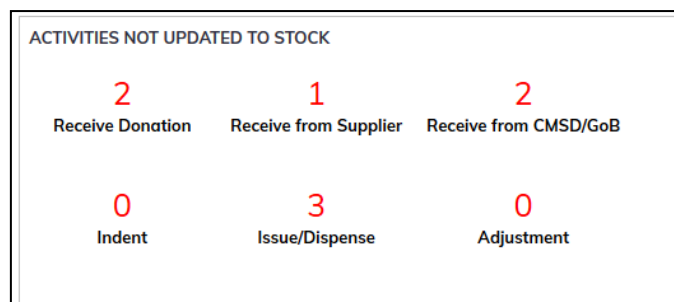 ACTIVITIES NOT UPDATED TO STOCK
2 1 2
Receive Donation Receive from Supplier Receive from CMSD/GoB
0 3 0
Indent Issue/Dispense Adjustment